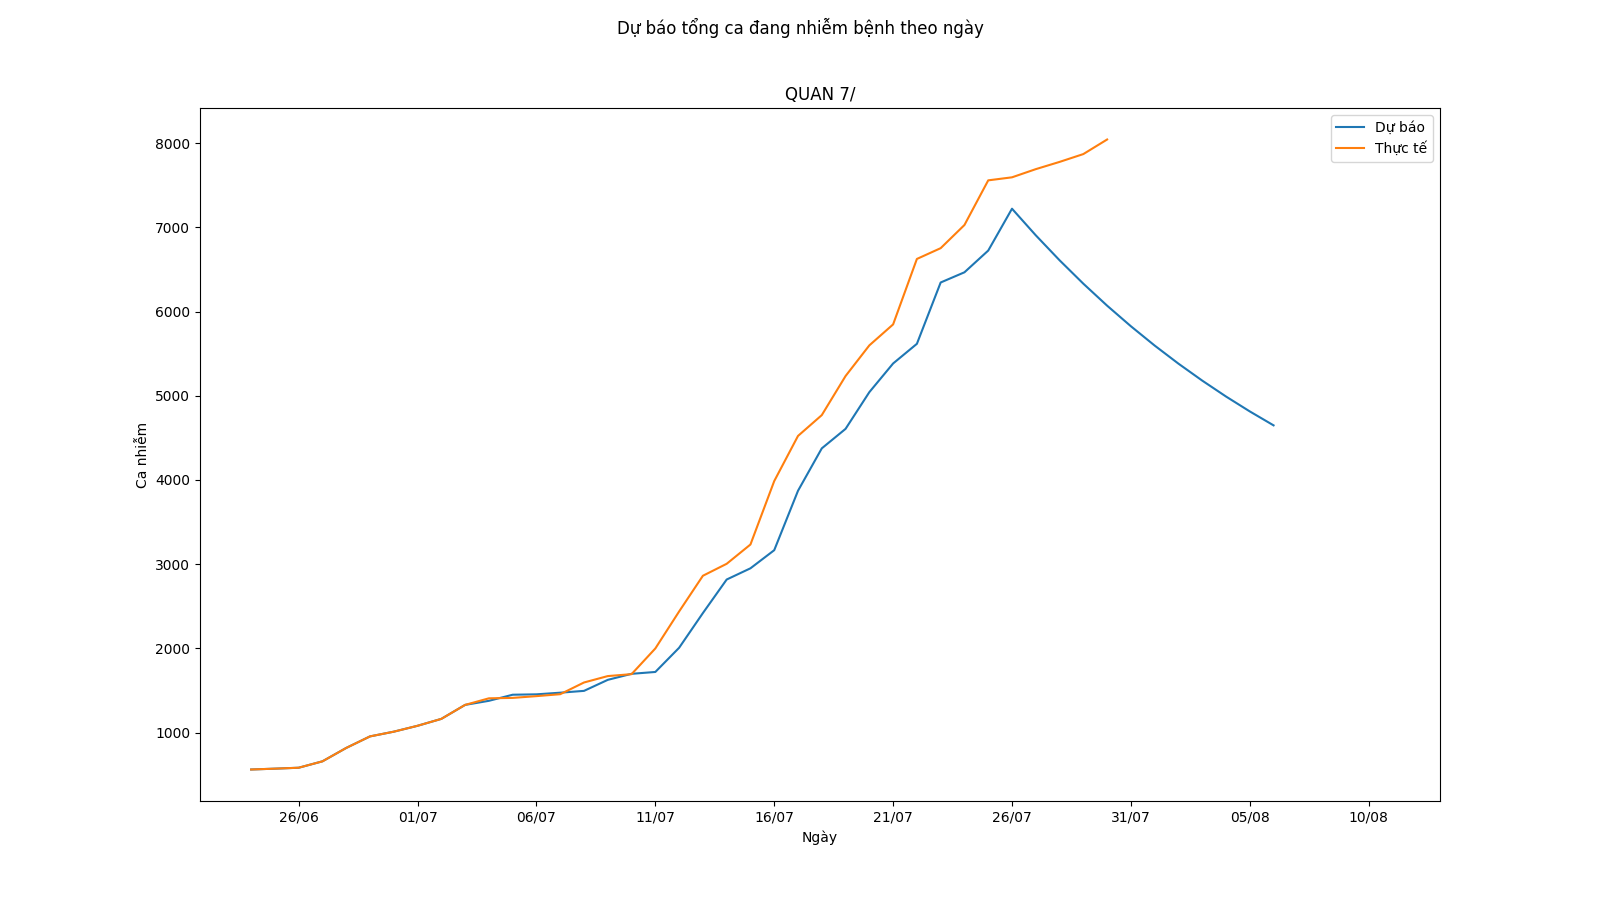 Dự báo tổng ca đang nhiễm bệnh theo ngày
QUAN 7/
Dự báo
Thực tế
8000
7000
6000
5000
4000
3000
2000
1000
Ca nhiễm
26/06 01/07 06/07 11/07 16/07 21/07 26/07 31/07 05/08 10/08
Ngày